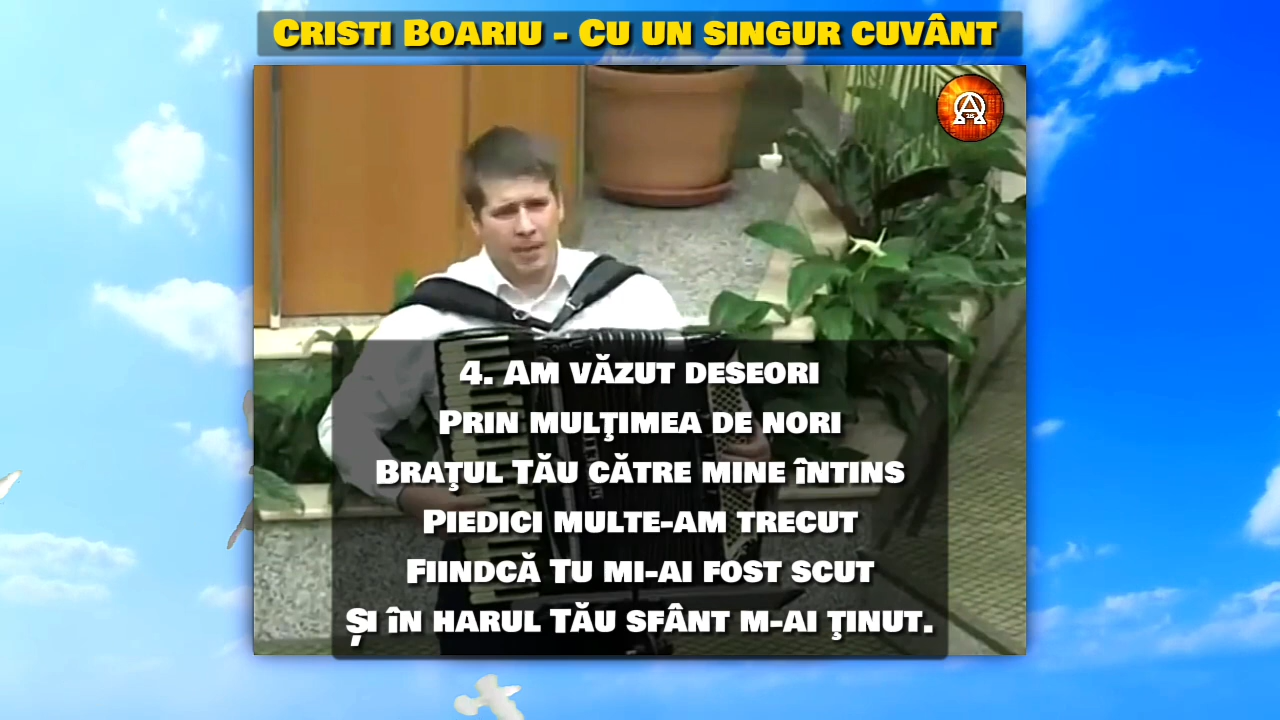 Cristi Boariu - Cu un singur cuvânt
4. Am văzut deseori
Prin mulţimea de nori
Braţul Tău către mine întins
Piedici multe-am trecut
Fiindcă Tu mi-ai fost scut
Și în harul Tău sfânt m-ai ţinut.